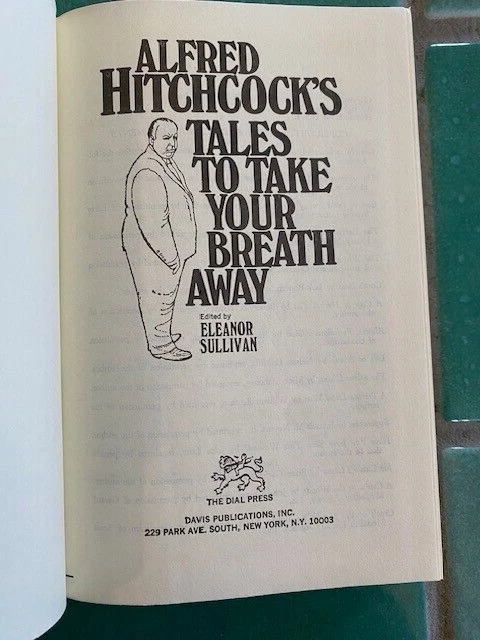 ALFRED
HITCHCOCK'S
TALES
TO TAKE
YOUR
BREATH
AWAY
Edited by
ELEANOR
SULLIVAN
THE DIAL PRESS
DAVIS PUBLICATIONS, INC.
229 PARK AVE. SOUTH, NEW YORK, N.Y. 10003